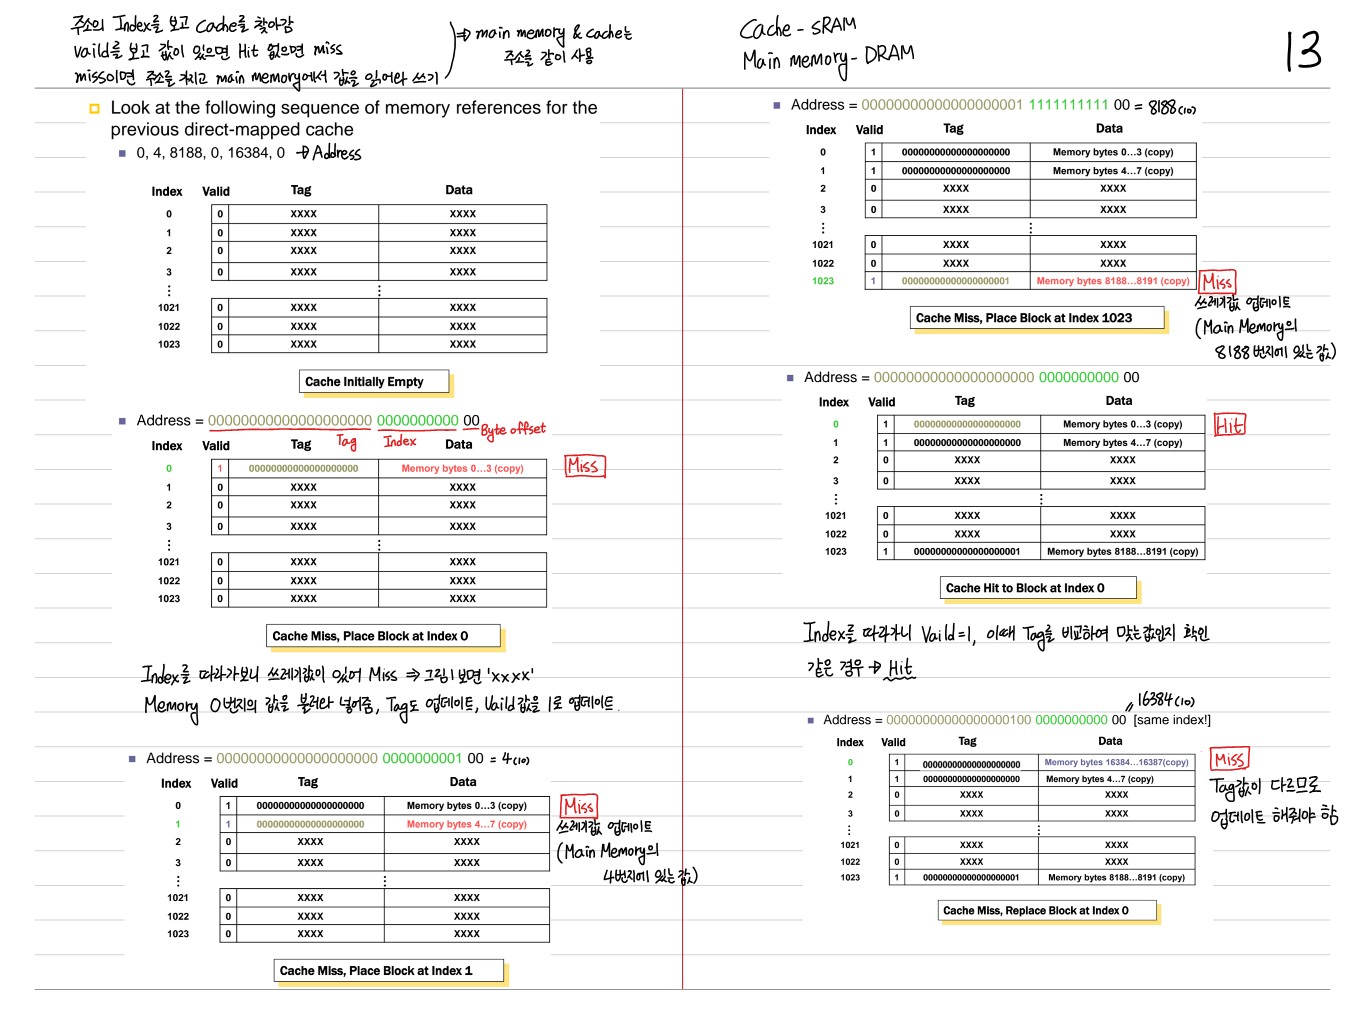 주소의 Index를 보고 Cache를 찾아감
Vaild를 보고 값이 있으면 Hit 없으면 miss
miss이면 주소를 가지고 main memory에서 값을 읽어라 쓰기
⇒ main memory & cache는
주소를 같이 사용
Look at the following sequence of memory references for the
previous direct-mapped cache
0, 4, 8188, 0, 16384, 0 → Address
Index Valid Tag Data
0 0 XXXX XXXX
1 0 XXXX XXXX
2 0 XXXX XXXX
3 0 XXXX XXXX
⋮ ⋮
1021 0 XXXX XXXX
1022 0 XXXX XXXX
1023 0 XXXX XXXX
Cache Initially Empty
Address = 00000000000000000000 0000000000 00
Tag Index Byte offset
Index Valid Tag Data
0 1 00000000000000000000 Memory bytes 0…3 (copy) Miss
1 0 XXXX XXXX
2 0 XXXX XXXX
3 0 XXXX XXXX
⋮ ⋮
1021 0 XXXX XXXX
1022 0 XXXX XXXX
1023 0 XXXX XXXX
Cache Miss, Place Block at Index 0
Index를 따라가보니 쓰레기값이 있어 Miss ⇒ 그림1보면 'xxxx'
Memory 0번지의 값을 불러라 넣어줌, Tag도 업데이트, Vaild값을 1로 업데이트.
Address = 00000000000000000000 0000000001 00 = 4(10)
Index Valid Tag Data
0 1 00000000000000000000 Memory bytes 0…3 (copy) Miss
1 1 00000000000000000000 Memory bytes 4…7 (copy) 쓰레기값 업데이트
2 0 XXXX XXXX (Main Memory의
3 0 XXXX XXXX 4번지에 있는 값)
⋮ ⋮
1021 0 XXXX XXXX
1022 0 XXXX XXXX
1023 0 XXXX XXXX
Cache Miss, Place Block at Index 1
Cache - SRAM
Main memory - DRAM
13
Address = 00000000000000000001 1111111111 00 = 8188(10)
Index Valid Tag Data
0 1 00000000000000000000 Memory bytes 0…3 (copy)
1 1 00000000000000000000 Memory bytes 4…7 (copy)
2 0 XXXX XXXX
3 0 XXXX XXXX
⋮ ⋮
1021 0 XXXX XXXX
1022 0 XXXX XXXX
1023 1 00000000000000000001 Memory bytes 8188…8191 (copy) Miss
쓰레기값 업데이트
(Main Memory의
8188번지에 있는 값)
Cache Miss, Place Block at Index 1023
Address = 00000000000000000000 0000000000 00
Index Valid Tag Data
0 1 00000000000000000000 Memory bytes 0…3 (copy) Hit
1 1 00000000000000000000 Memory bytes 4…7 (copy)
2 0 XXXX XXXX
3 0 XXXX XXXX
⋮ ⋮
1021 0 XXXX XXXX
1022 0 XXXX XXXX
1023 1 00000000000000000001 Memory bytes 8188…8191 (copy)
Cache Hit to Block at Index 0
Index를 따라가니 Vaild=1, 이때 Tag를 비교하여 맞는값인지 확인
같은 경우 → Hit
16384(10)
Address = 00000000000000000100 0000000000 00 [same index!]
Index Valid Tag Data
0 1 00000000000000000000 Memory bytes 16384…16387(copy) Miss
1 1 00000000000000000000 Memory bytes 4…7 (copy) Tag값이 다르므로
2 0 XXXX XXXX
3 0 XXXX XXXX 업데이트 해줘야 함
⋮ ⋮
1021 0 XXXX XXXX
1022 0 XXXX XXXX
1023 1 00000000000000000001 Memory bytes 8188…8191 (copy)
Cache Miss, Replace Block at Index 0